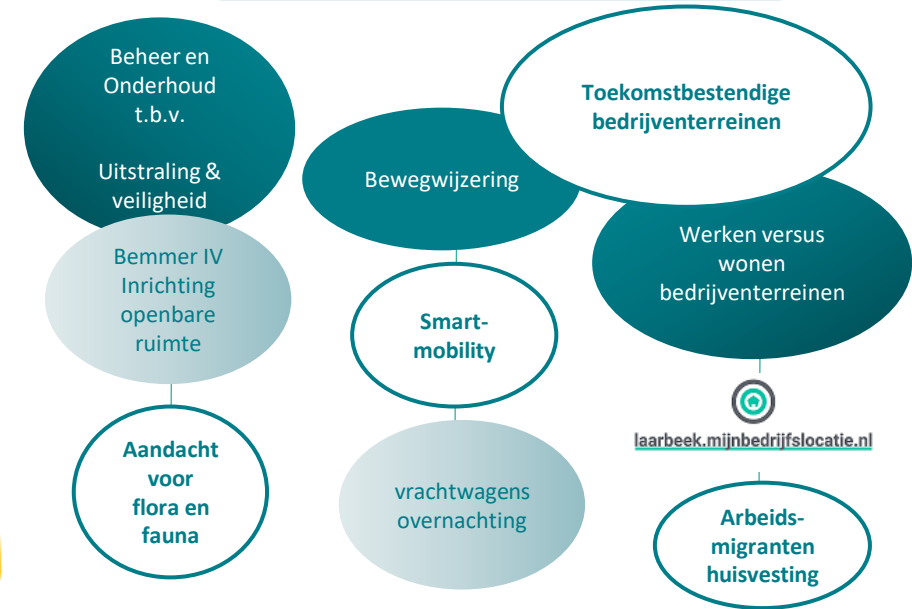 Beheer en
Onderhoud
t.b.v.
Uitstraling &
veiligheid
Bemmer IV
Inrichting
openbare
ruimte
Aandacht
voor
flora en
fauna
Bewegwijzering
Smart-
mobility
vrachtwagens
overnachting
Toekomstbestendige
bedrijventerreinen
Werken versus
wonen
bedrijventerreinen
laarbeek.mijnbedrijfslocatie.nl
Arbeids-
migranten
huisvesting